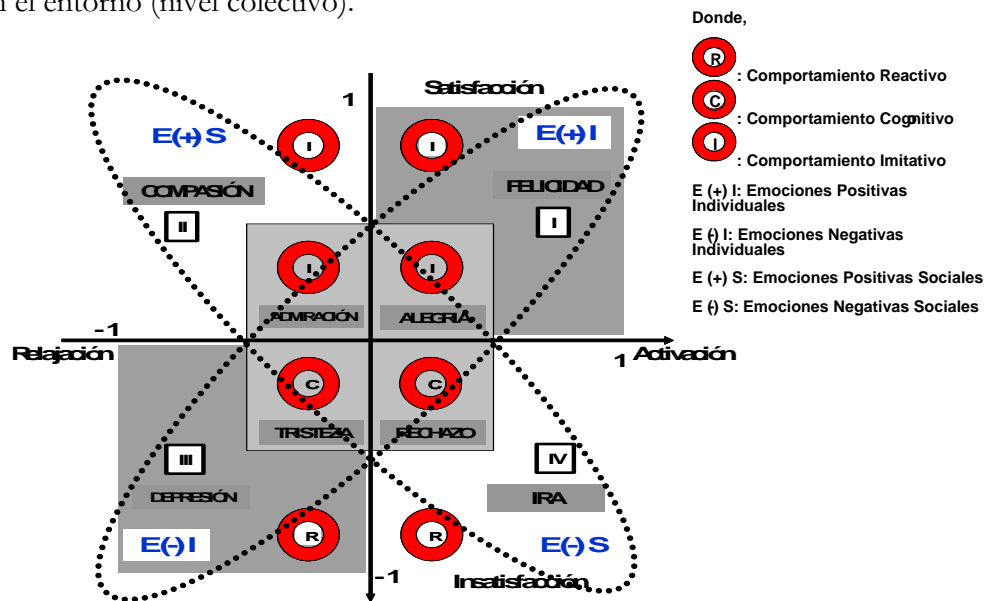 n el entorno (nivel colectivo).
Donde,
R : Comportamiento Reactivo
C : Comportamiento Cognitivo
I : Comportamiento Imitativo
E (+) I: Emociones Positivas
Individuales
E (-) I: Emociones Negativas
Individuales
E (+) S: Emociones Positivas Sociales
E (-) S: Emociones Negativas Sociales
Satisfacción
1
E(+)S
I
I
E(+)I
COMPASIÓN
FELICIDAD
II
I
I
I
ADMIRACIÓN
ALEGRÍA
-1
Relajación
1
Activación
C
C
TRISTEZA
RECHAZO
III
IV
DEPRESIÓN
IRA
E(-)I
R
R
E(-)S
-1
Insatisfacción